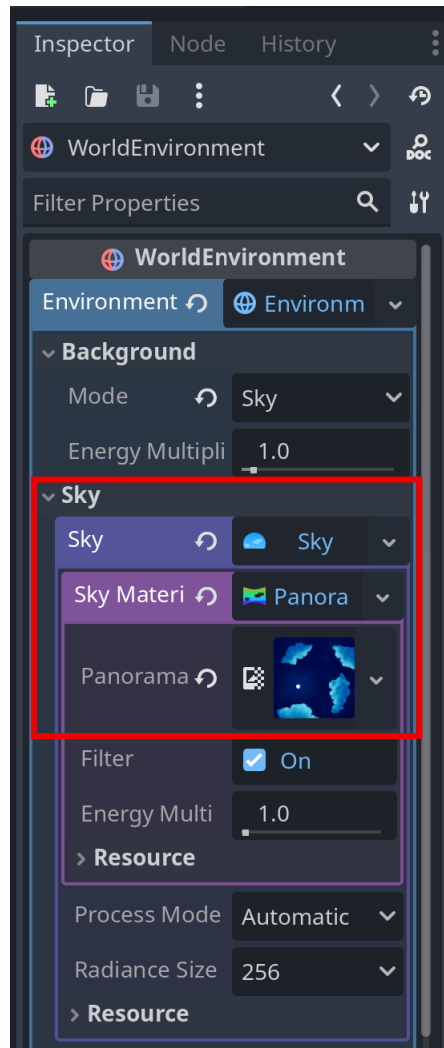 Inspector Node History
WorldEnvironment
DOC
Filter Properties
WorldEnvironment
Environment Environm
Background
Mode Sky
Energy Multipli 1.0
Sky
Sky Sky
Sky Materi Panora
Panorama
Filter On
Energy Multi 1.0
Resource
Process Mode Automatic
Radiance Size 256
Resource